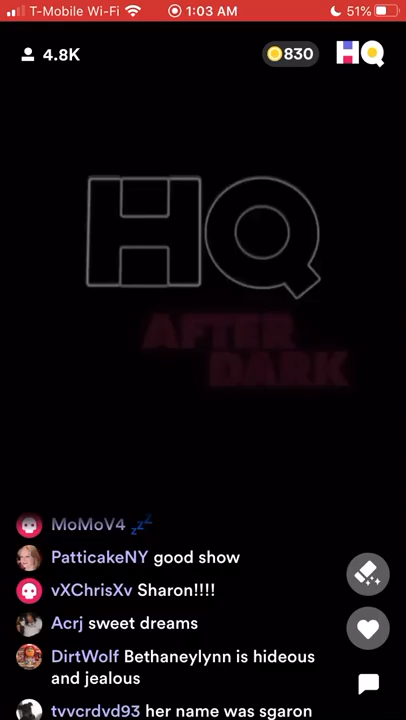 T-Mobile Wi-Fi 1:03 AM 51%
4.8K 830 HQ
HQ
AFTER
DARK
MoMoV4 💤
PatticakeNY good show
vXChrisXv Sharon!!!!
Acrj sweet dreams
DirtWolf Bethaneylynn is hideous
and jealous
tvvcrdvd93 her name was sgaron